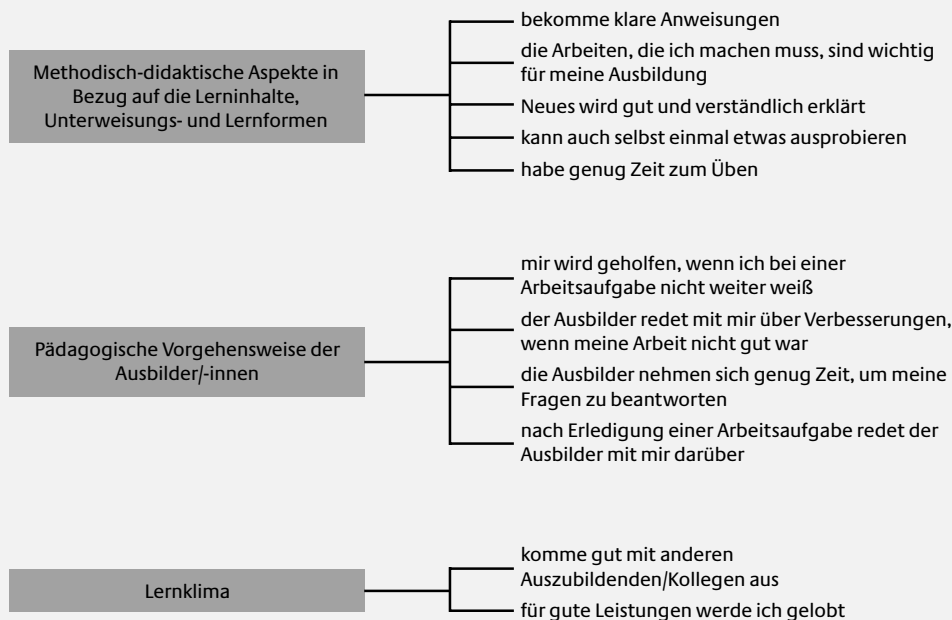 Methodisch-didaktische Aspekte in
Bezug auf die Lerninhalte,
Unterweisungs- und Lernformen
bekomme klare Anweisungen
die Arbeiten, die ich machen muss, sind wichtig
für meine Ausbildung
Neues wird gut und verständlich erklärt
kann auch selbst einmal etwas ausprobieren
habe genug Zeit zum Üben
Pädagogische Vorgehensweise der
Ausbilder/-innen
mir wird geholfen, wenn ich bei einer
Arbeitsaufgabe nicht weiter weiß
der Ausbilder redet mit mir über Verbesserungen,
wenn meine Arbeit nicht gut war
die Ausbilder nehmen sich genug Zeit, um meine
Fragen zu beantworten
nach Erledigung einer Arbeitsaufgabe redet der
Ausbilder mit mir darüber
Lernklima
komme gut mit anderen
Auszubildenden/Kollegen aus
für gute Leistungen werde ich gelobt